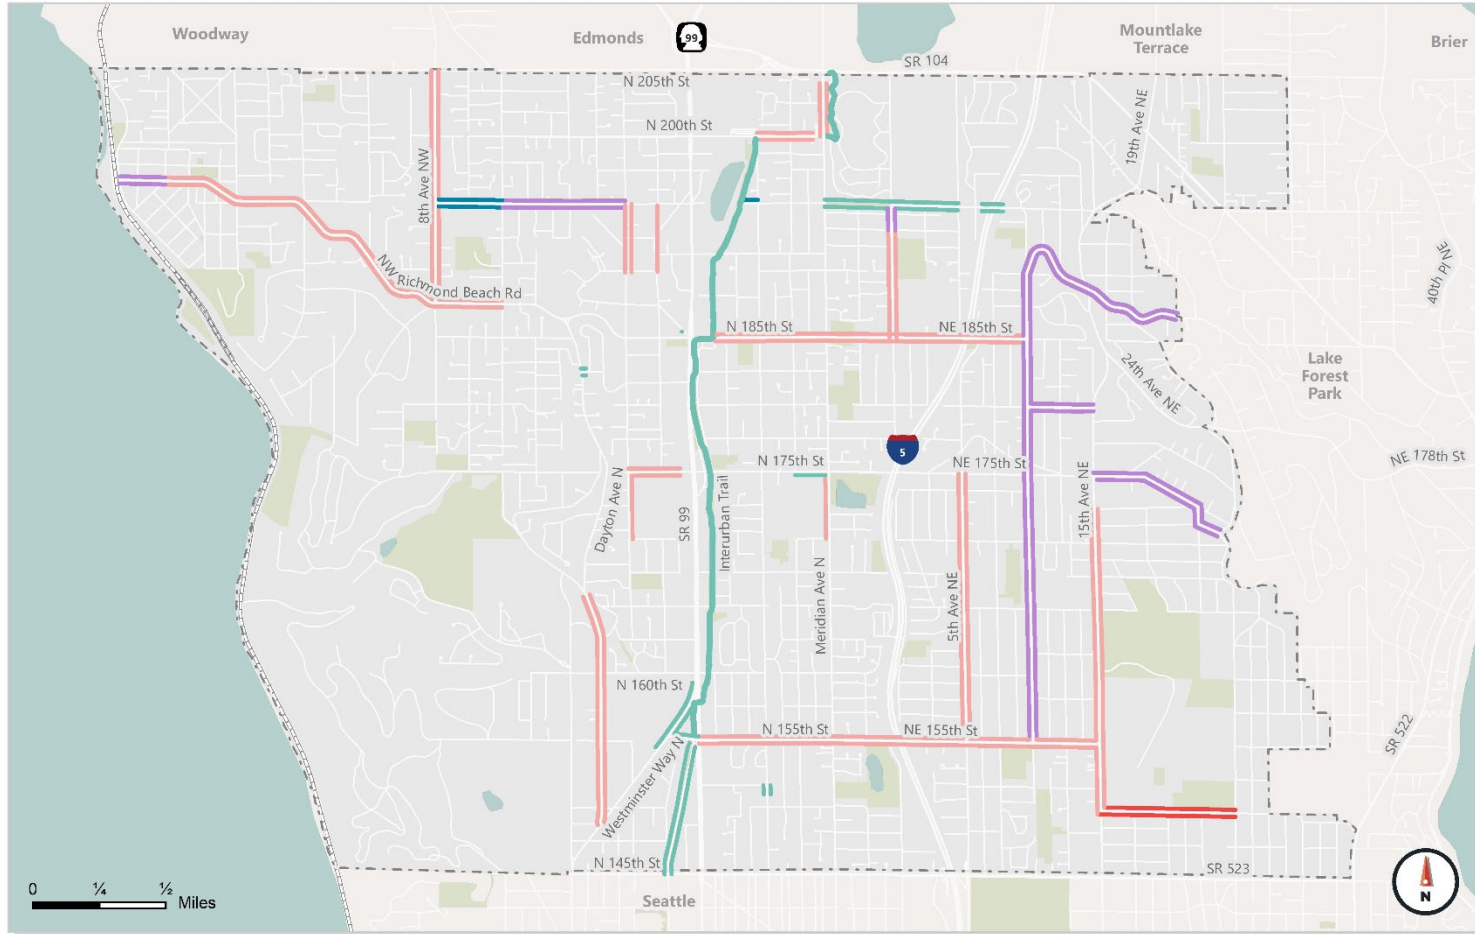 Woodway
Edmonds
99
Mountlake
Terrace
Brier
SR 104
N 205th St
N 200th St
19th Ave NE
8th Ave NW
NW Richmond Beach Rd
40th Pl NE
N 185th St
NE 185th St
24th Ave NE
Lake
Forest
Park
5
N 175th St
NE 175th St
NE 178th St
Dayton Ave N
SR 99
Interurban Trail
15th Ave NE
Meridian Ave N
5th Ave NE
N 160th St
N 155th St
NE 155th St
SR 522
Westminster Way N
N 145th St
SR 523
0 ¼ ½
Miles
Seattle
N